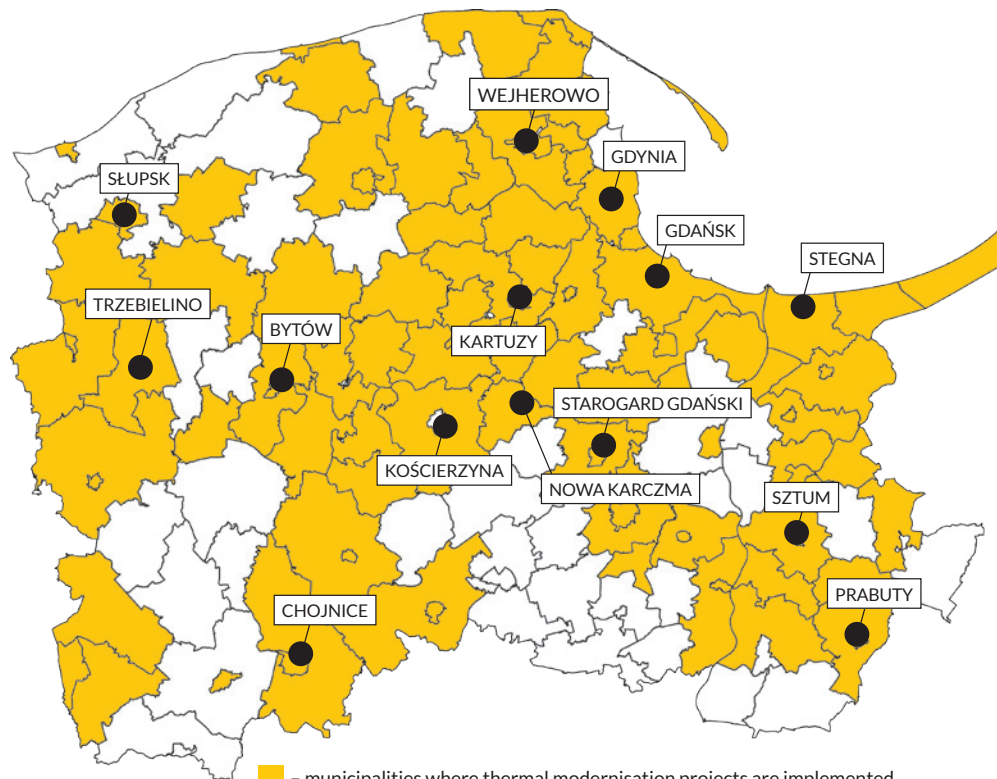 WEJHEROWO
GDYNIA
SŁUPSK
GDAŃSK
STEGNA
TRZEBIELINO
BYTÓW
KARTUZY
STAROGARD GDAŃSKI
KOŚCIERZYNA
NOWA KARCZMA
SZTUM
PRABUTY
CHOJNICE
= municipalities where thermal modernisation projects are implemented